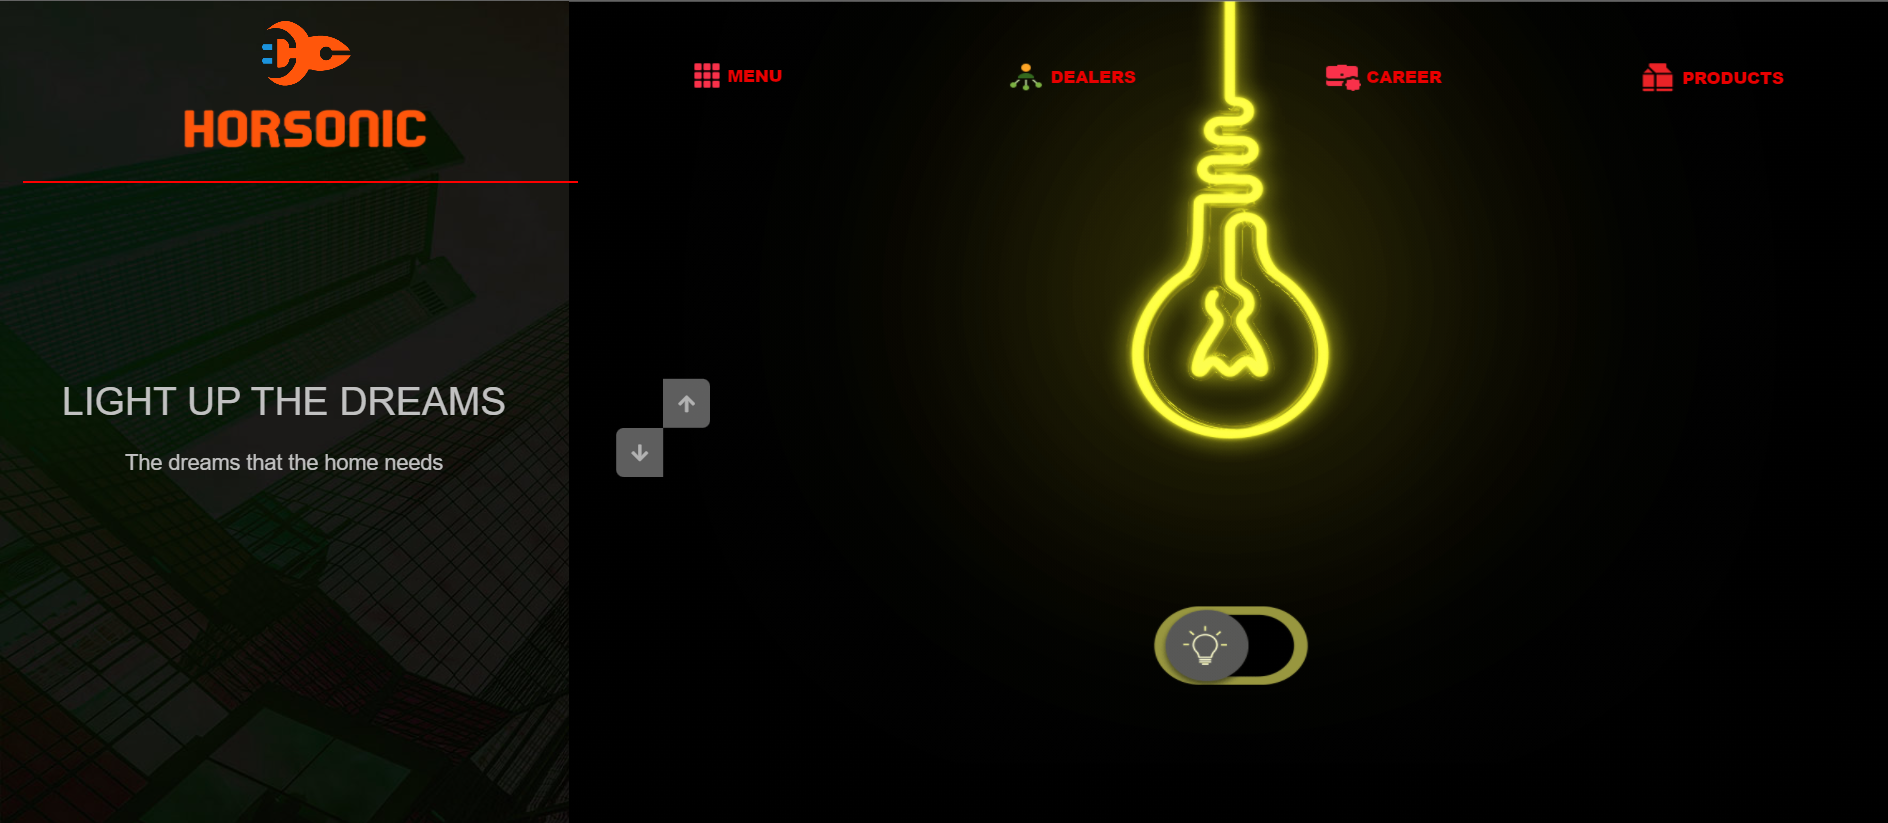 HORSONIC
MENU
DEALERS
CAREER
PRODUCTS
LIGHT UP THE DREAMS
The dreams that the home needs